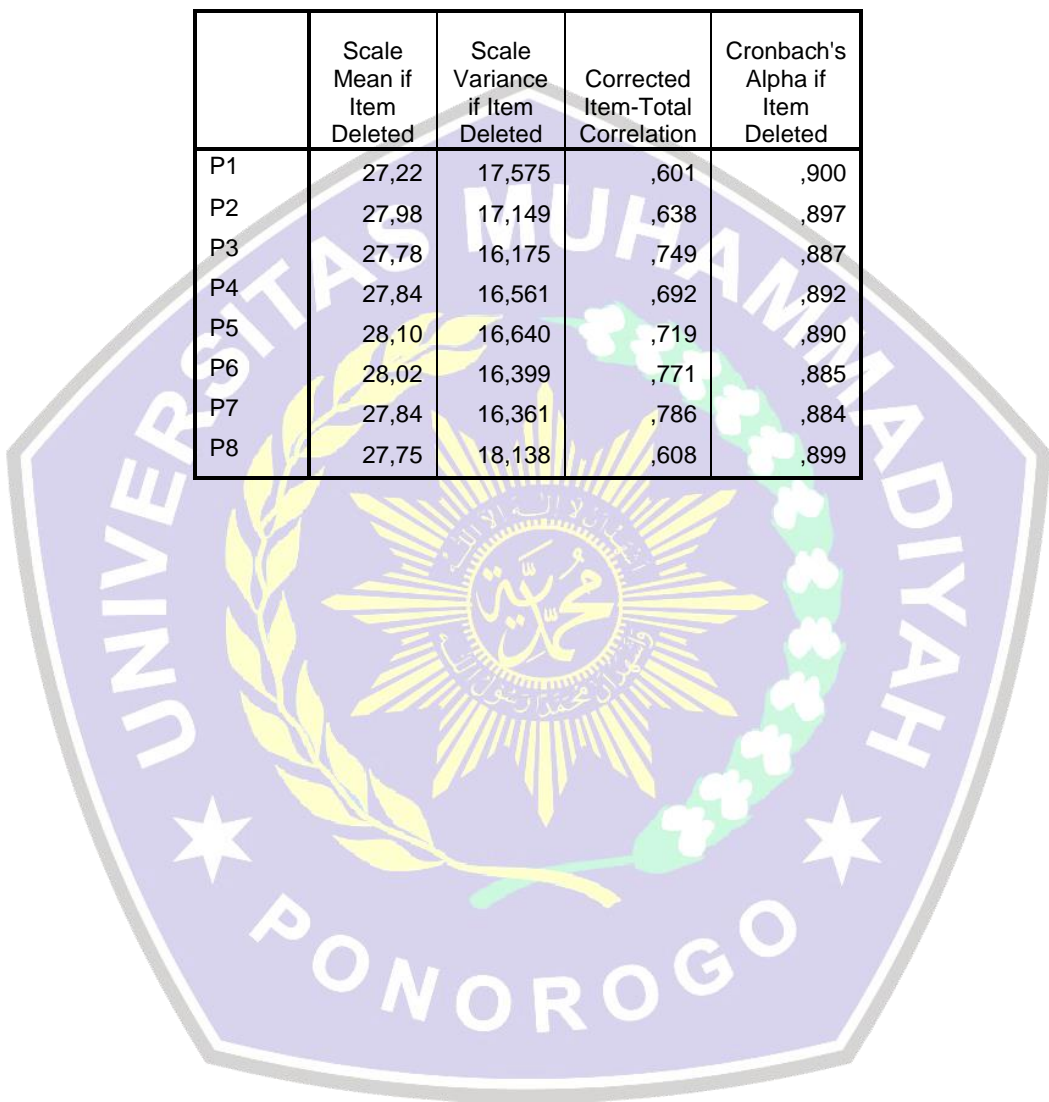 Scale Mean if Item Deleted | Scale Variance if Item Deleted | Corrected Item-Total Correlation | Cronbach's Alpha if Item Deleted
P1 27,22 17,575 ,601 ,900
P2 27,98 17,149 ,638 ,897
P3 27,78 16,175 ,749 ,887
P4 27,84 16,561 ,692 ,892
P5 28,10 16,640 ,719 ,890
P6 28,02 16,399 ,771 ,885
P7 27,84 16,361 ,786 ,884
P8 27,75 18,138 ,608 ,899
UNIVERSITAS MUHAMMADIYAH
محمدية
PONOROGO